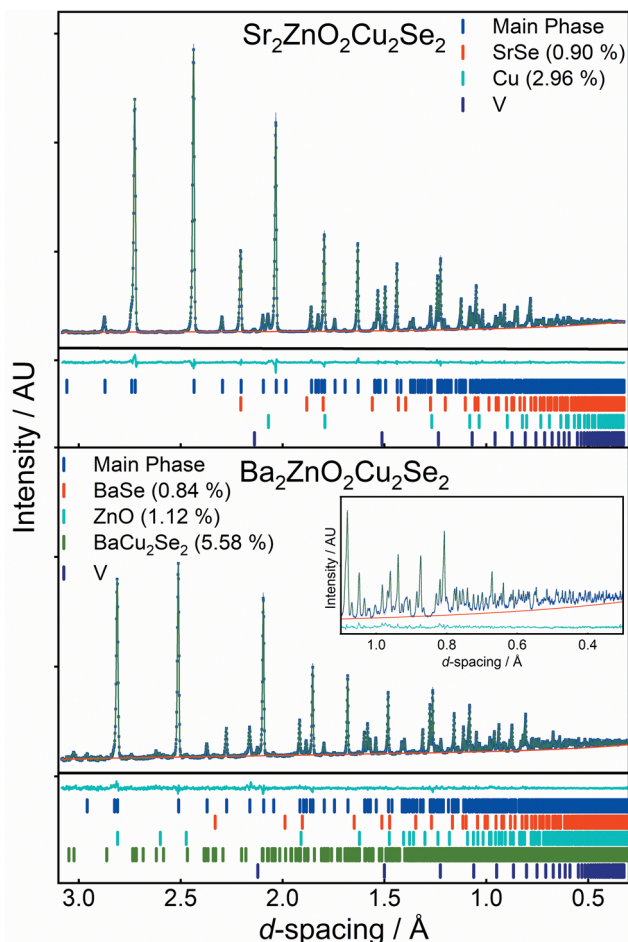 Sr₂ZnO₂Cu₂Se₂
Main Phase
SrSe (0.90 %)
Cu (2.96 %)
V
Intensity / AU
Main Phase
BaSe (0.84 %)
ZnO (1.12 %)
BaCu₂Se₂ (5.58 %)
V
Ba₂ZnO₂Cu₂Se₂
Intensity / AU
1.0 0.8 0.6 0.4
d-spacing / Å
3.0 2.5 2.0 1.5 1.0 0.5
d-spacing / Å